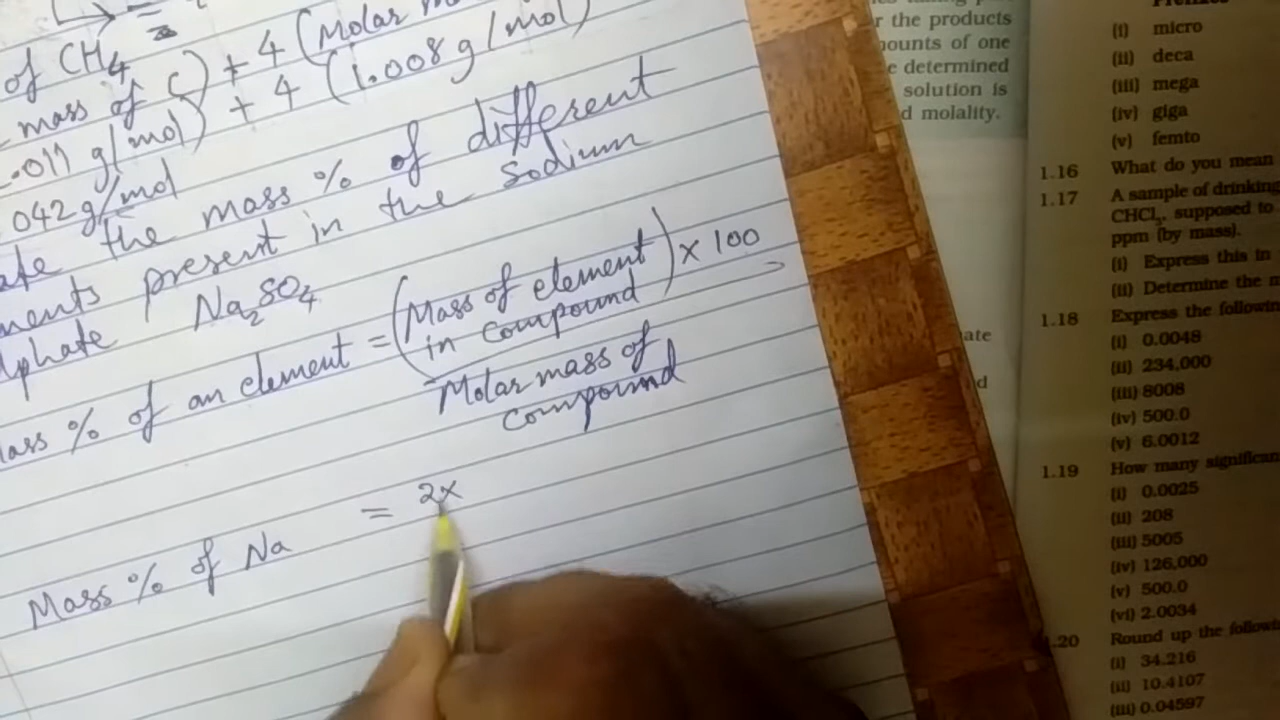 of CH4 + 4 (Molar
mass of C) + 4 (1.008 g/mol)
.011 g/mol)
.042 g/mol
the mass % of different
present in the sodium
Na2SO4
Mass % of an element = (Mass of element in compound / Molar mass of compound) × 100
Mass % of Na = 2×
r the products
ounts of one
e determined
solution is
d molality.
ate
d
(i) micro
(ii) deca
(iii) mega
(iv) giga
(v) femto
1.16 What do you mean
1.17 A sample of drinking
CHCl3, supposed to
ppm (by mass).
(i) Express this in
(ii) Determine the
1.18 Express the following
(i) 0.0048
(ii) 234,000
(iii) 8008
(iv) 500.0
(v) 6.0012
1.19 How many significan
(i) 0.0025
(ii) 208
(iii) 5005
(iv) 126,000
(v) 500.0
(vi) 2.0034
1.20 Round up the followi
(i) 34.216
(ii) 10.4107
(iii) 0.04597